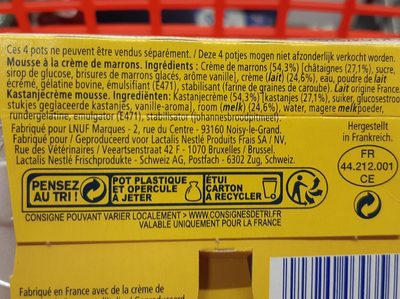 Ces 4 pots ne peuvent être vendus séparément. / Deze 4 potjes mogen niet afzonderlijk verkocht worden.
Mousse à la crème de marrons. Ingrédients : Crème de marrons (54,3%) [châtaignes (27,1%), sucre,
sirop de glucose, brisures de marrons glacés, arôme vanille], crème (lait) (24,6%), eau, poudre de lait
écrémé, gélatine bovine, émulsifiant (E471), stabilisant (farine de graines de caroube). Lait origine France.
Kastanjecrème mousse. Ingrediënten: Kastanjecrème (54,3%) [kastanjes (27,1%), suiker, glucosestroop,
stukjes geglaceerde kastanjes, vanille-aroma], room (melk) (24,6%), water, magere melkpoeder,
rundergelatine, emulgator (E471), stabilisator (johannesbroodpitmeel).
Fabriqué pour LNUF Marques - 2, rue du Centre - 93160 Noisy-le-Grand.
Fabriqué pour / Geproduceerd voor Lactalis Nestlé Produits Frais SA / NV,
Rue des Vétérinaires / Veeartsenstraat 42 F - 1070 Bruxelles / Brussel.
Lactalis Nestlé Frischprodukte - Schweiz AG, Postfach - 6302 Zug, Schweiz.
Hergestellt
in Frankreich.
FR
44.212.001
CE
PENSEZ
AU TRI !
POT PLASTIQUE
ET OPERCULE
À JETER
ÉTUI
CARTON
À RECYCLER
CONSIGNE POUVANT VARIER LOCALEMENT > WWW.CONSIGNESDETRI.FR
VALABLE UNIQUEMENT POUR LA FRANCE
Fabriqué en France avec de la crème de